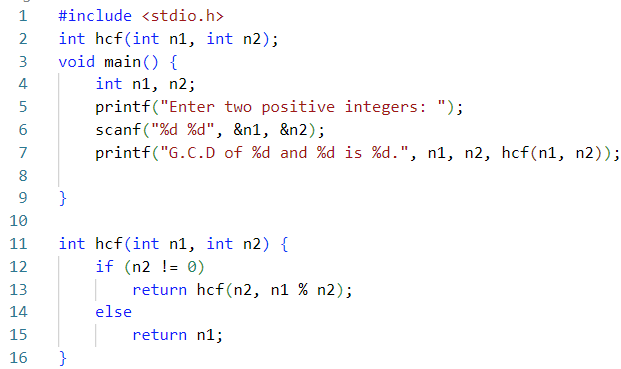 1 #include <stdio.h>
2 int hcf(int n1, int n2);
3 void main() {
4     int n1, n2;
5     printf("Enter two positive integers: ");
6     scanf("%d %d", &n1, &n2);
7     printf("G.C.D of %d and %d is %d.", n1, n2, hcf(n1, n2));
8
9 }
10
11 int hcf(int n1, int n2) {
12     if (n2 != 0)
13         return hcf(n2, n1 % n2);
14     else
15         return n1;
16 }